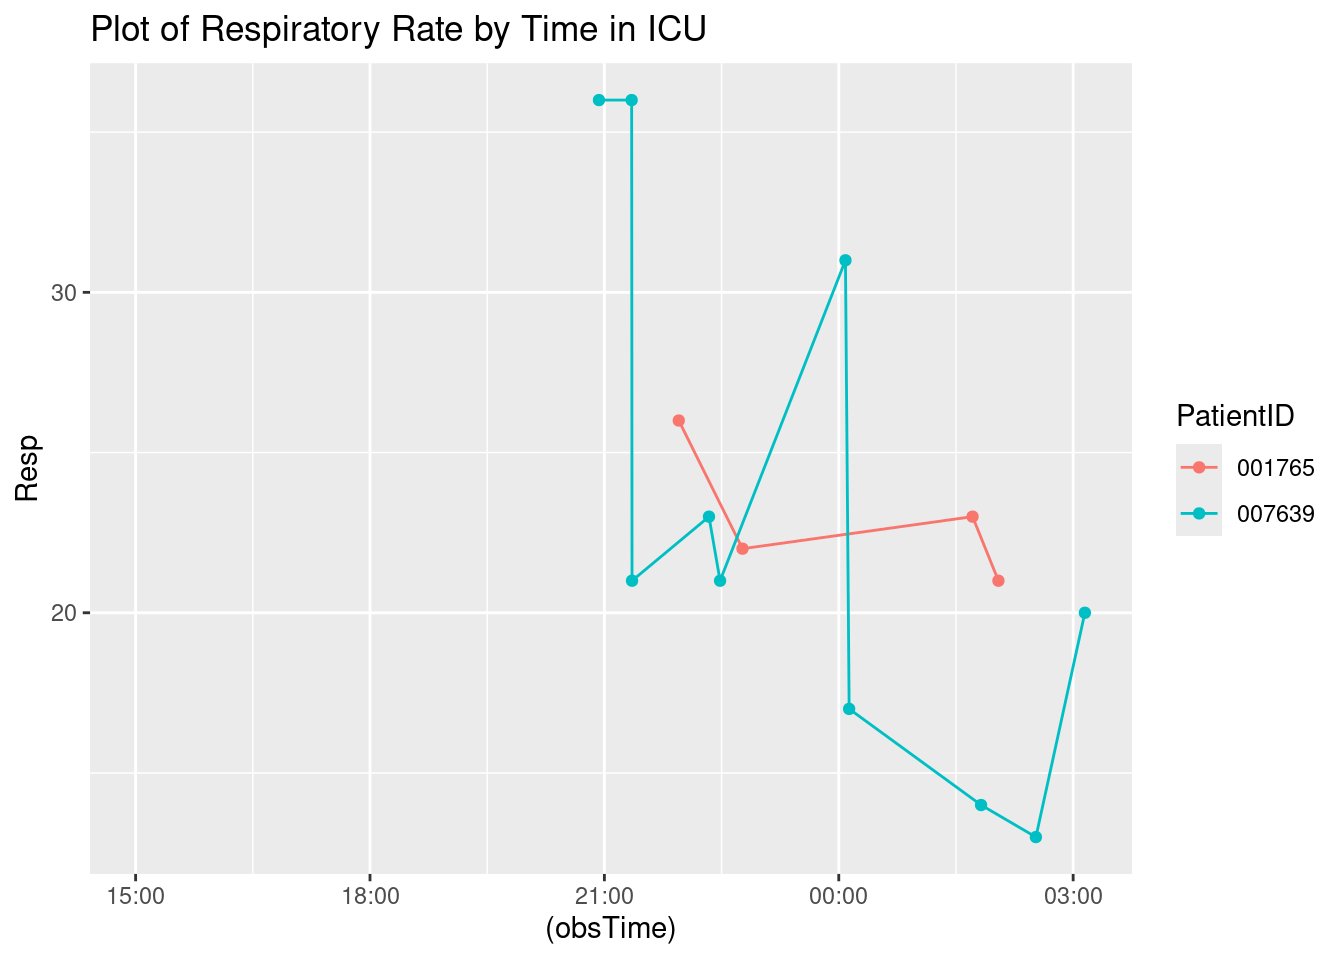 Plot of Respiratory Rate by Time in ICU
Resp
30
20
15:00 18:00 21:00 00:00 03:00
(obsTime)
PatientID
001765
007639